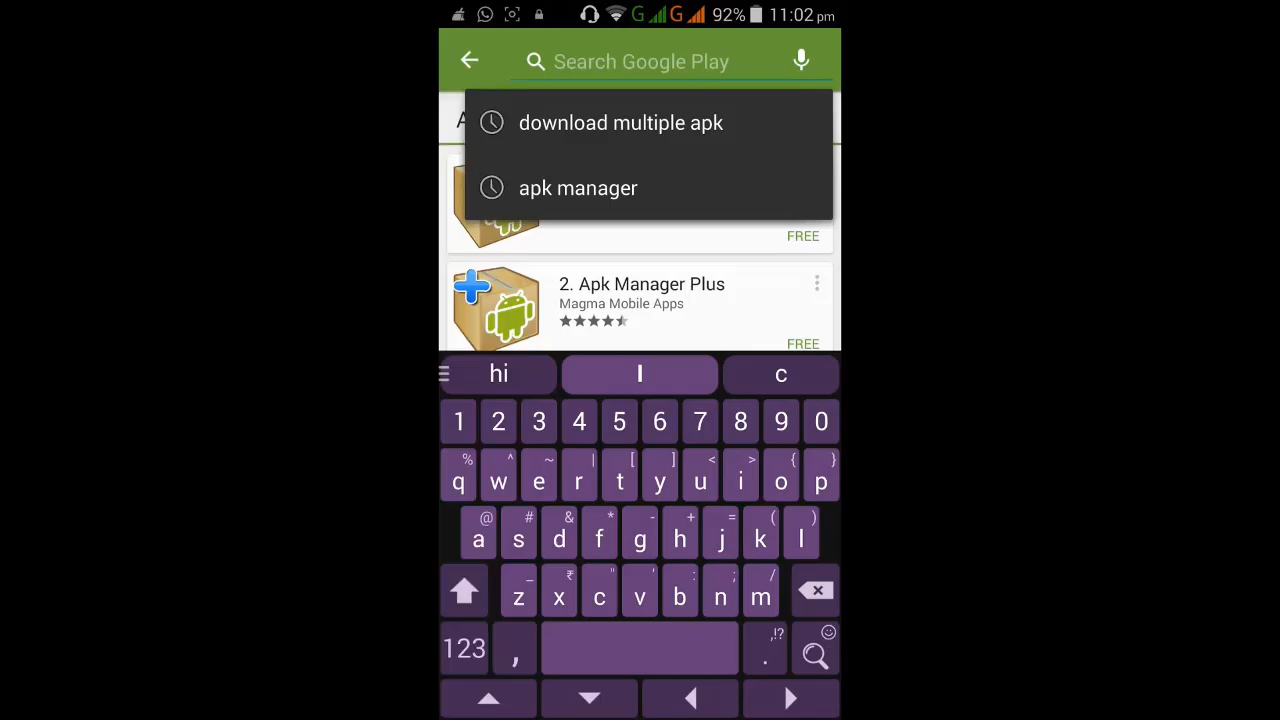 G G 92% 11:02 pm
Search Google Play
A
download multiple apk
apk manager
FREE
2. Apk Manager Plus
Magma Mobile Apps
FREE
hi I c
1 2 3 4 5 6 7 8 9 0
% ^ ~ | [ ] < > { }
q w e r t y u i o p
@ # & * - + = ( )
a s d f g h j k l
_ ₹ " ' : ; /
z x c v b n m
123 , . ,!?